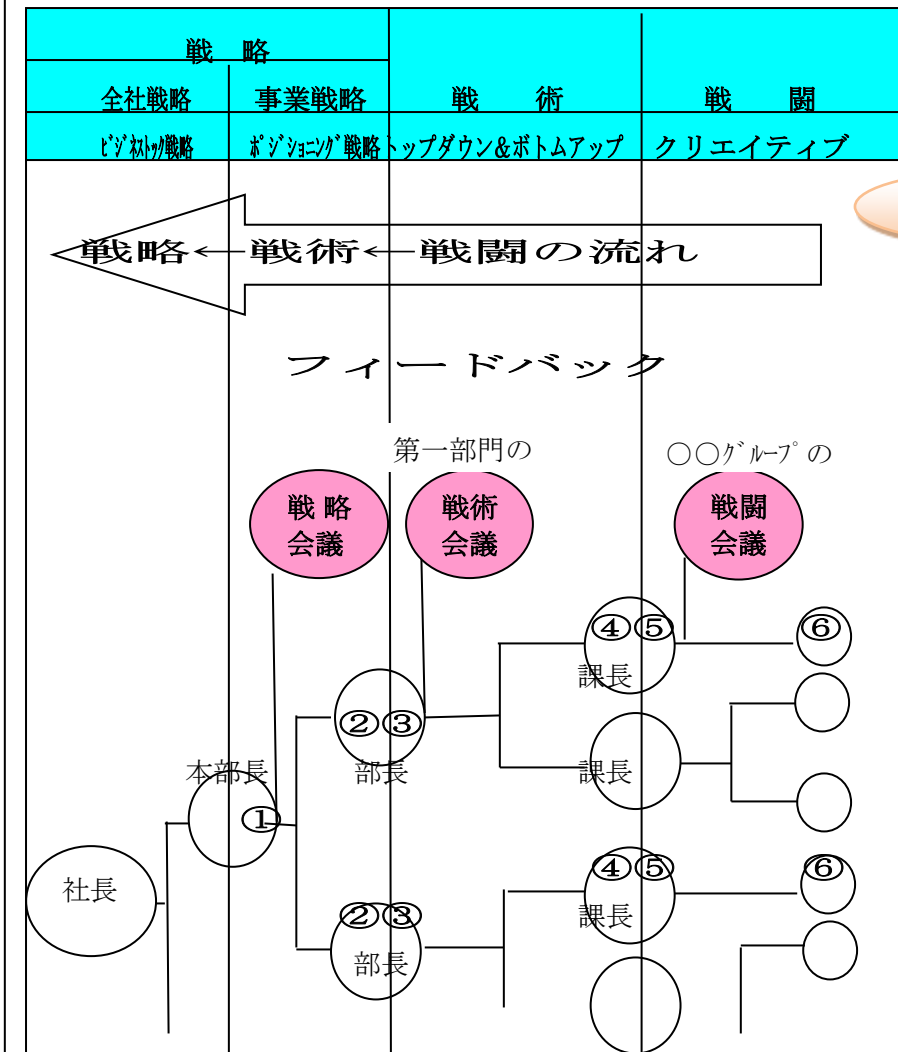 戦　略
全社戦略　事業戦略　戦　術　戦　闘
ﾋﾞｼﾞﾈｽﾄｯｸ戦略　ﾎﾟｼﾞｼｮﾆﾝｸﾞ戦略　トップダウン&ボトムアップ　クリエイティブ
戦略←戦術←戦闘の流れ
フィードバック
第一部門の　〇〇ｸﾞﾙｰﾌﾟの
戦略　戦術　戦闘
会議　会議　会議
④⑤　⑥
課長
②③
本部長　部長　課長
①
④⑤　⑥
社長
②③　課長
部長